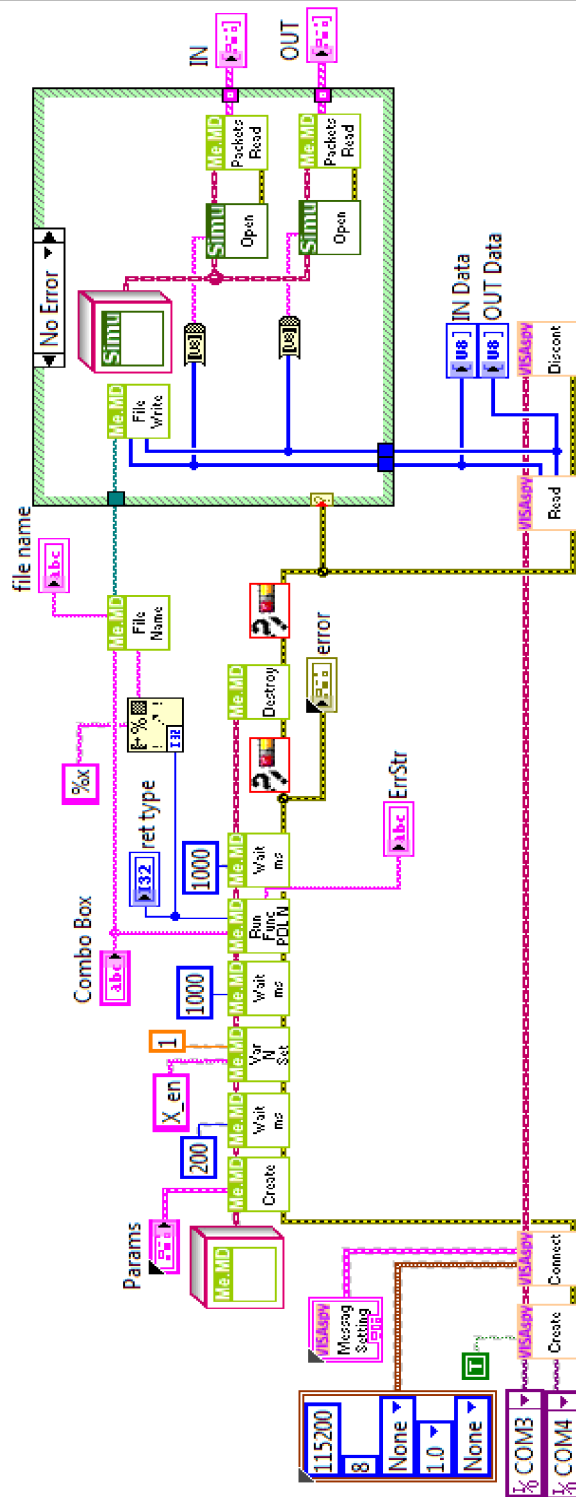 file name
abc
Combo Box
abc
%x
ret type
I32
%
I32
Me.MD
File
Name
No Error
Me.MD
File
Write
Simu
[U8]
[U8]
Simu
Open
Me.MD
Packets
Read
IN
Simu
Open
Me.MD
Packets
Read
OUT
Params
Me.MD
Me.MD
Create
200
Me.MD
Wait
ms
X_en
1
Me.MD
Var
N
Set
1000
Me.MD
Wait
ms
Me.MD
Run
Func
PDL N
1000
Me.MD
Wait
ms
?!
Me.MD
Destroy
?!
error
ErrStr
abc
?
115200
8
None
1.0
None
VISAspy
Messag
Setting
T
I/O COM3
I/O COM4
VISAspy
Create
VISAspy
Connect
VISAspy
Read
IN Data
[U8]
OUT Data
[U8]
VISAspy
Discont